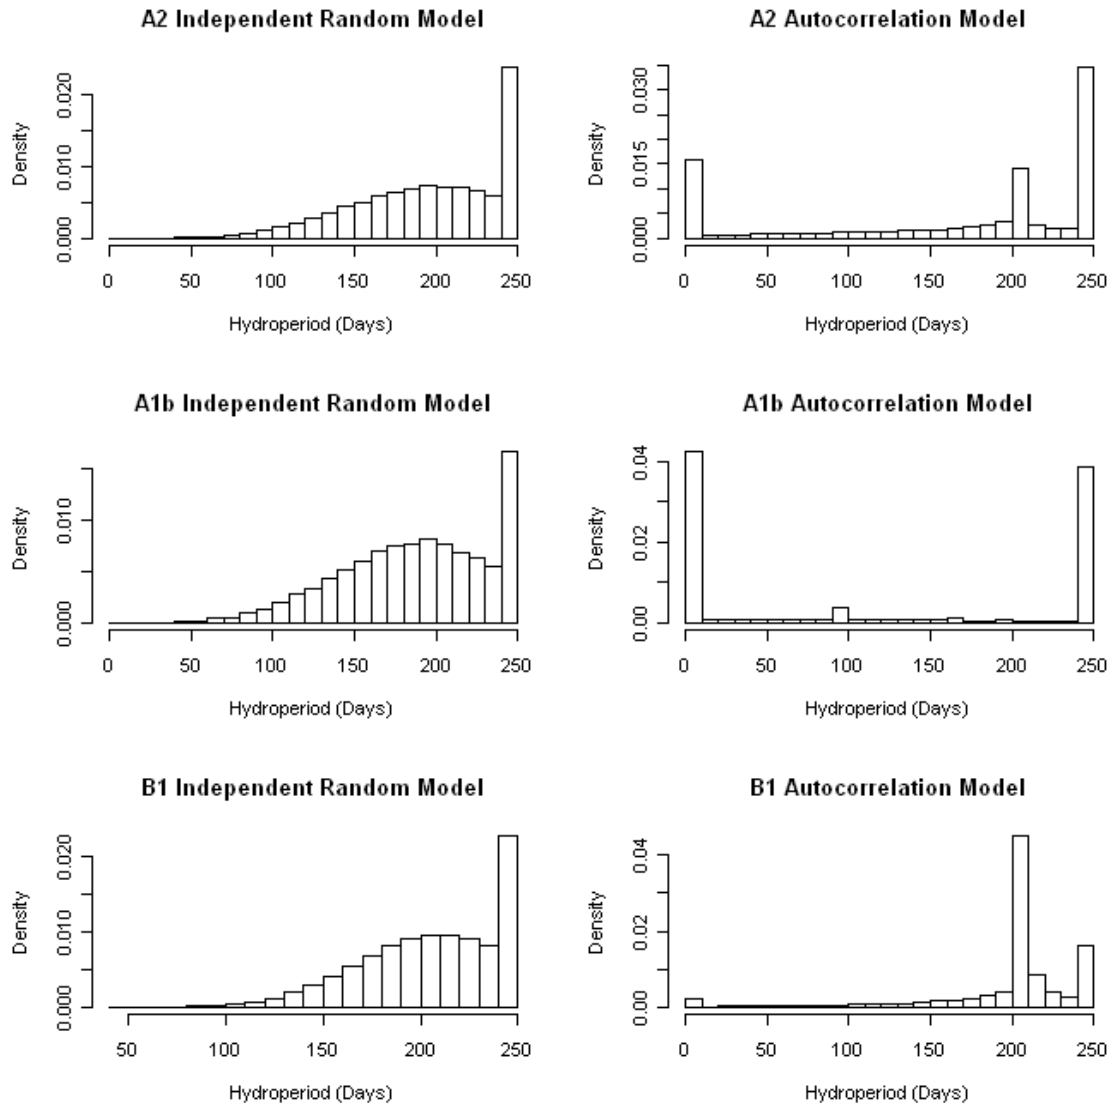 A2 Independent Random Model
Density
0.000 0.010 0.020
0 50 100 150 200 250
Hydroperiod (Days)
A2 Autocorrelation Model
Density
0.000 0.015 0.030
0 50 100 150 200 250
Hydroperiod (Days)
A1b Independent Random Model
Density
0.000 0.010
0 50 100 150 200 250
Hydroperiod (Days)
A1b Autocorrelation Model
Density
0.00 0.02 0.04
0 50 100 150 200 250
Hydroperiod (Days)
B1 Independent Random Model
Density
0.000 0.010 0.020
50 100 150 200 250
Hydroperiod (Days)
B1 Autocorrelation Model
Density
0.00 0.02 0.04
0 50 100 150 200 250
Hydroperiod (Days)